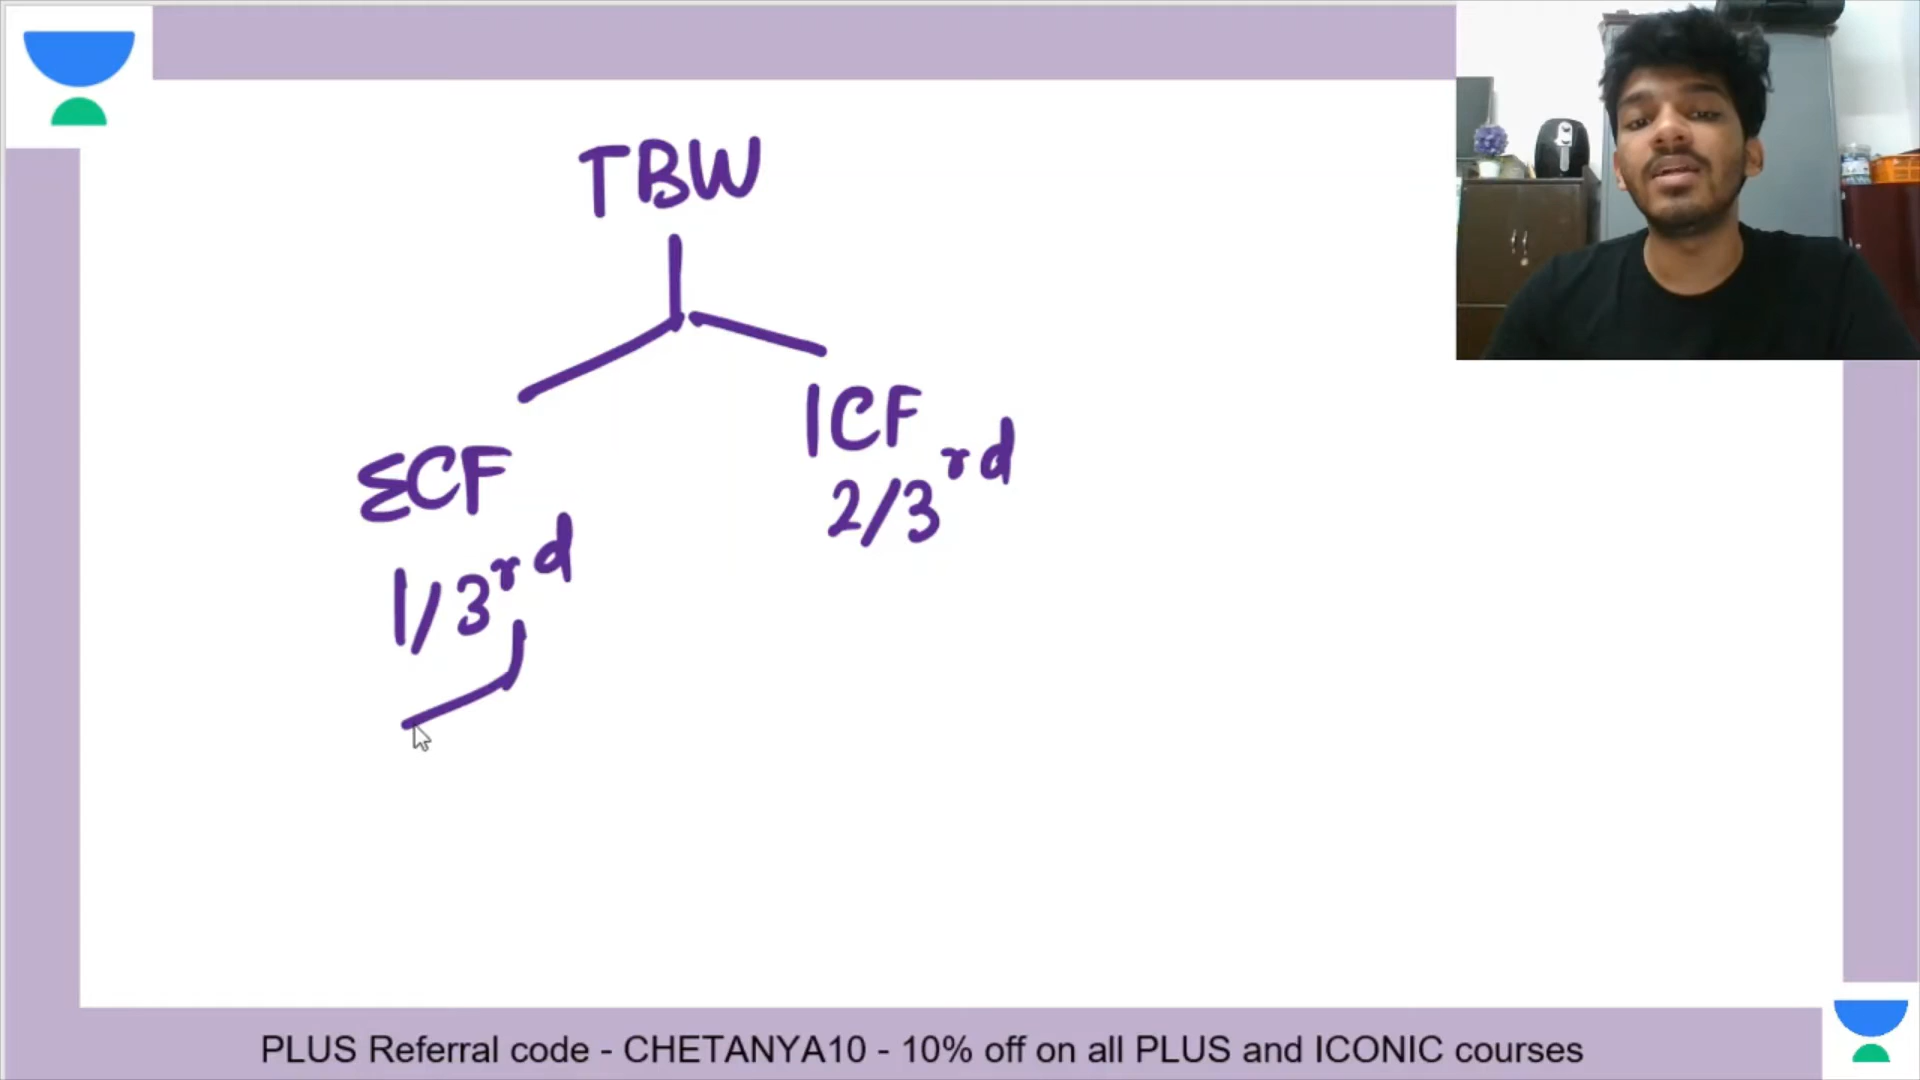 TBW
ECF
1/3rd
ICF
2/3rd
PLUS Referral code - CHETANYA10 - 10% off on all PLUS and ICONIC courses